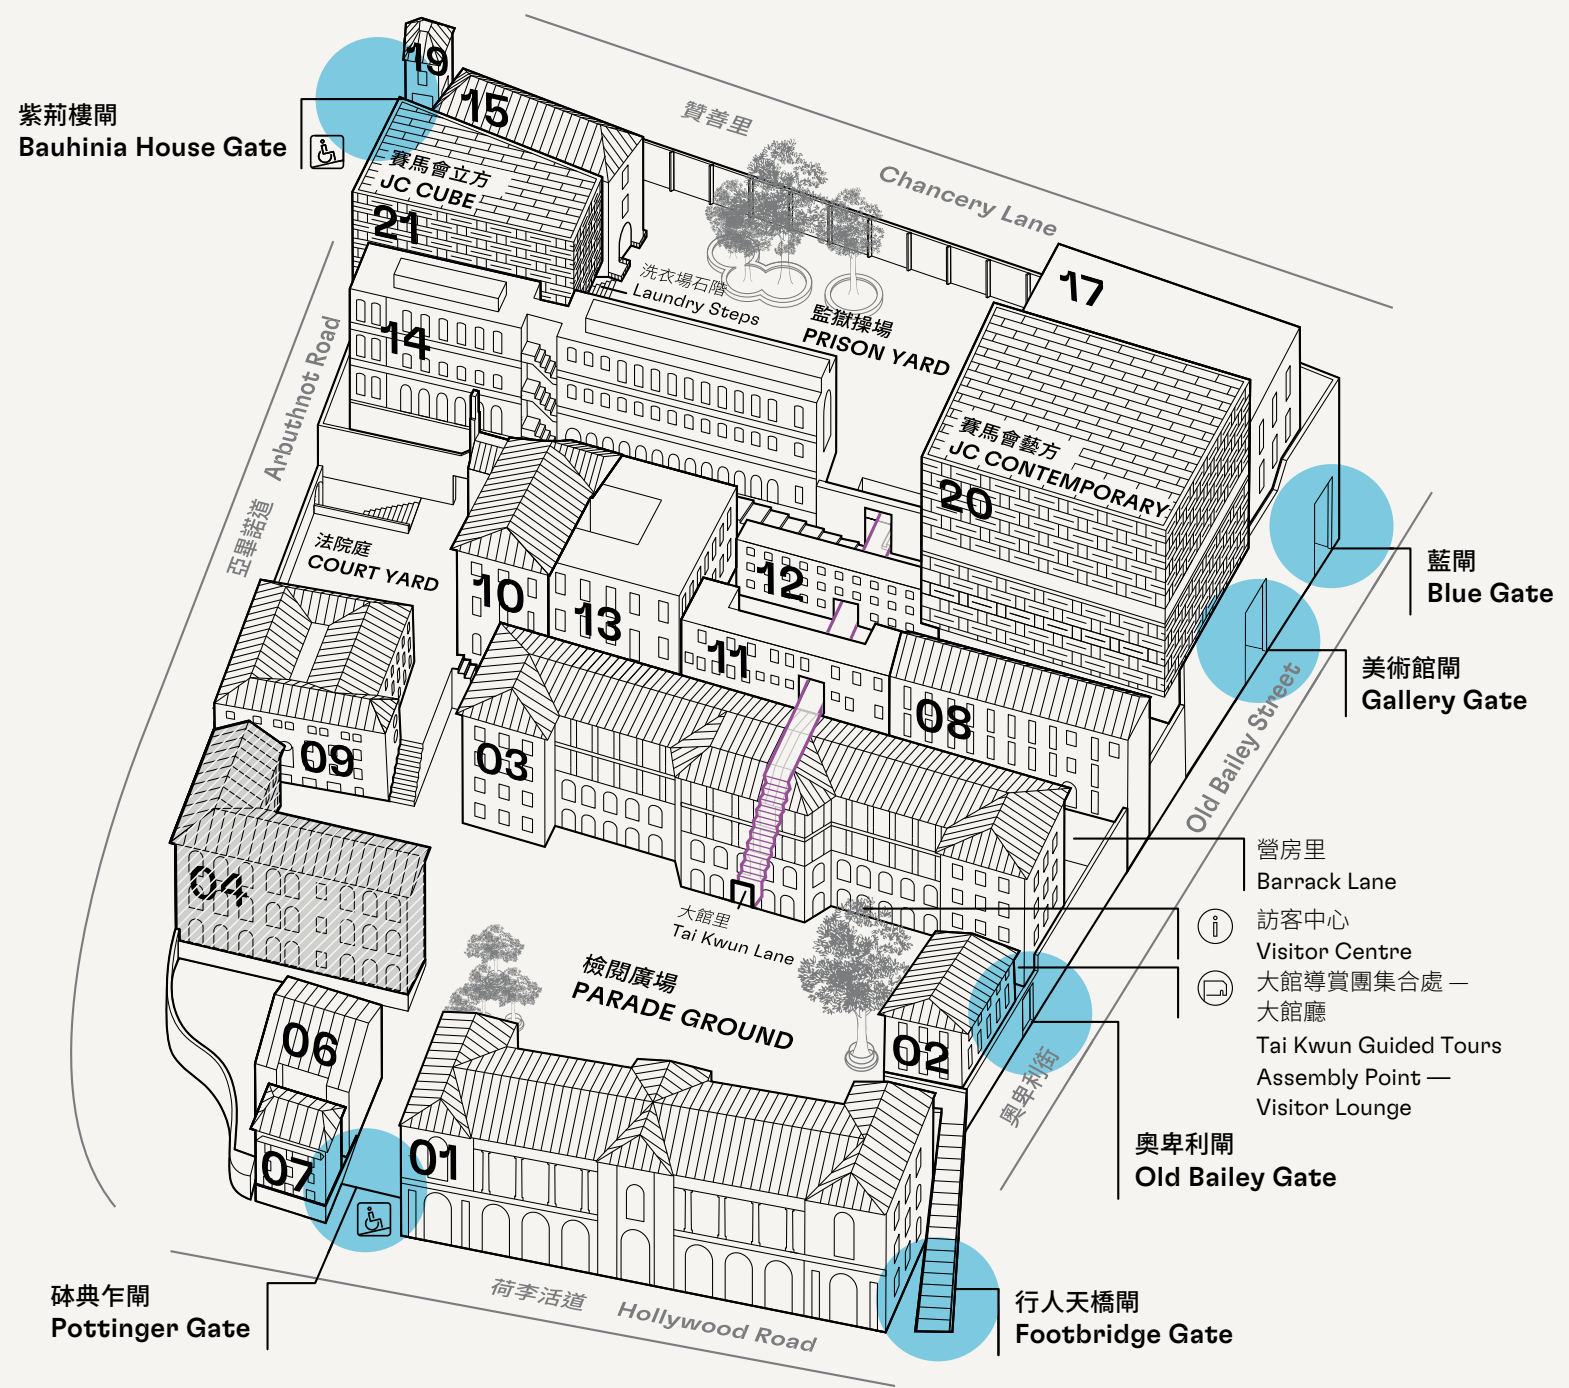 19
15
紫荊樓閘
Bauhinia House Gate
賽馬會立方
JC CUBE
21
贊善里
Chancery Lane
17
洗衣場石階
Laundry Steps
監獄操場
PRISON YARD
14
亞畢諾道 Arbuthnot Road
賽馬會藝方
JC CONTEMPORARY
20
法院庭
COURT YARD
10
13
12
11
08
藍閘
Blue Gate
美術館閘
Gallery Gate
09
03
04
Old Bailey Street
奧卑利街
營房里
Barrack Lane
訪客中心
Visitor Centre
大館導賞團集合處 —
大館廳
Tai Kwun Guided Tours
Assembly Point —
Visitor Lounge
大館里
Tai Kwun Lane
檢閱廣場
PARADE GROUND
02
06
07
01
奧卑利閘
Old Bailey Gate
砵典乍閘
Pottinger Gate
荷李活道 Hollywood Road
行人天橋閘
Footbridge Gate